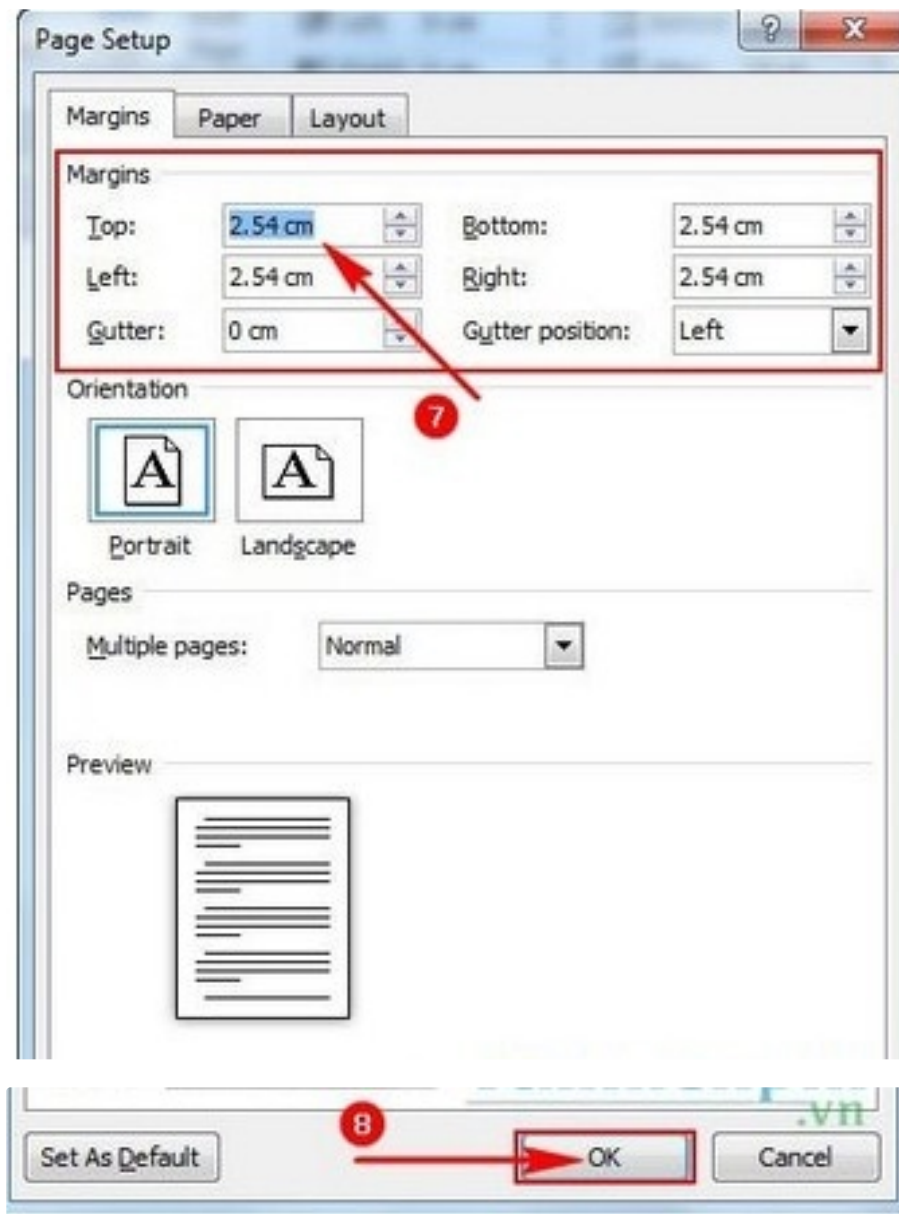 Page Setup
?
X
Margins Paper Layout
Margins
Top: 2.54 cm Bottom: 2.54 cm
Left: 2.54 cm Right: 2.54 cm
Gutter: 0 cm Gutter position: Left
7
Orientation
A A
Portrait Landscape
Pages
Multiple pages: Normal
Preview
.vn
8
Set As Default OK Cancel